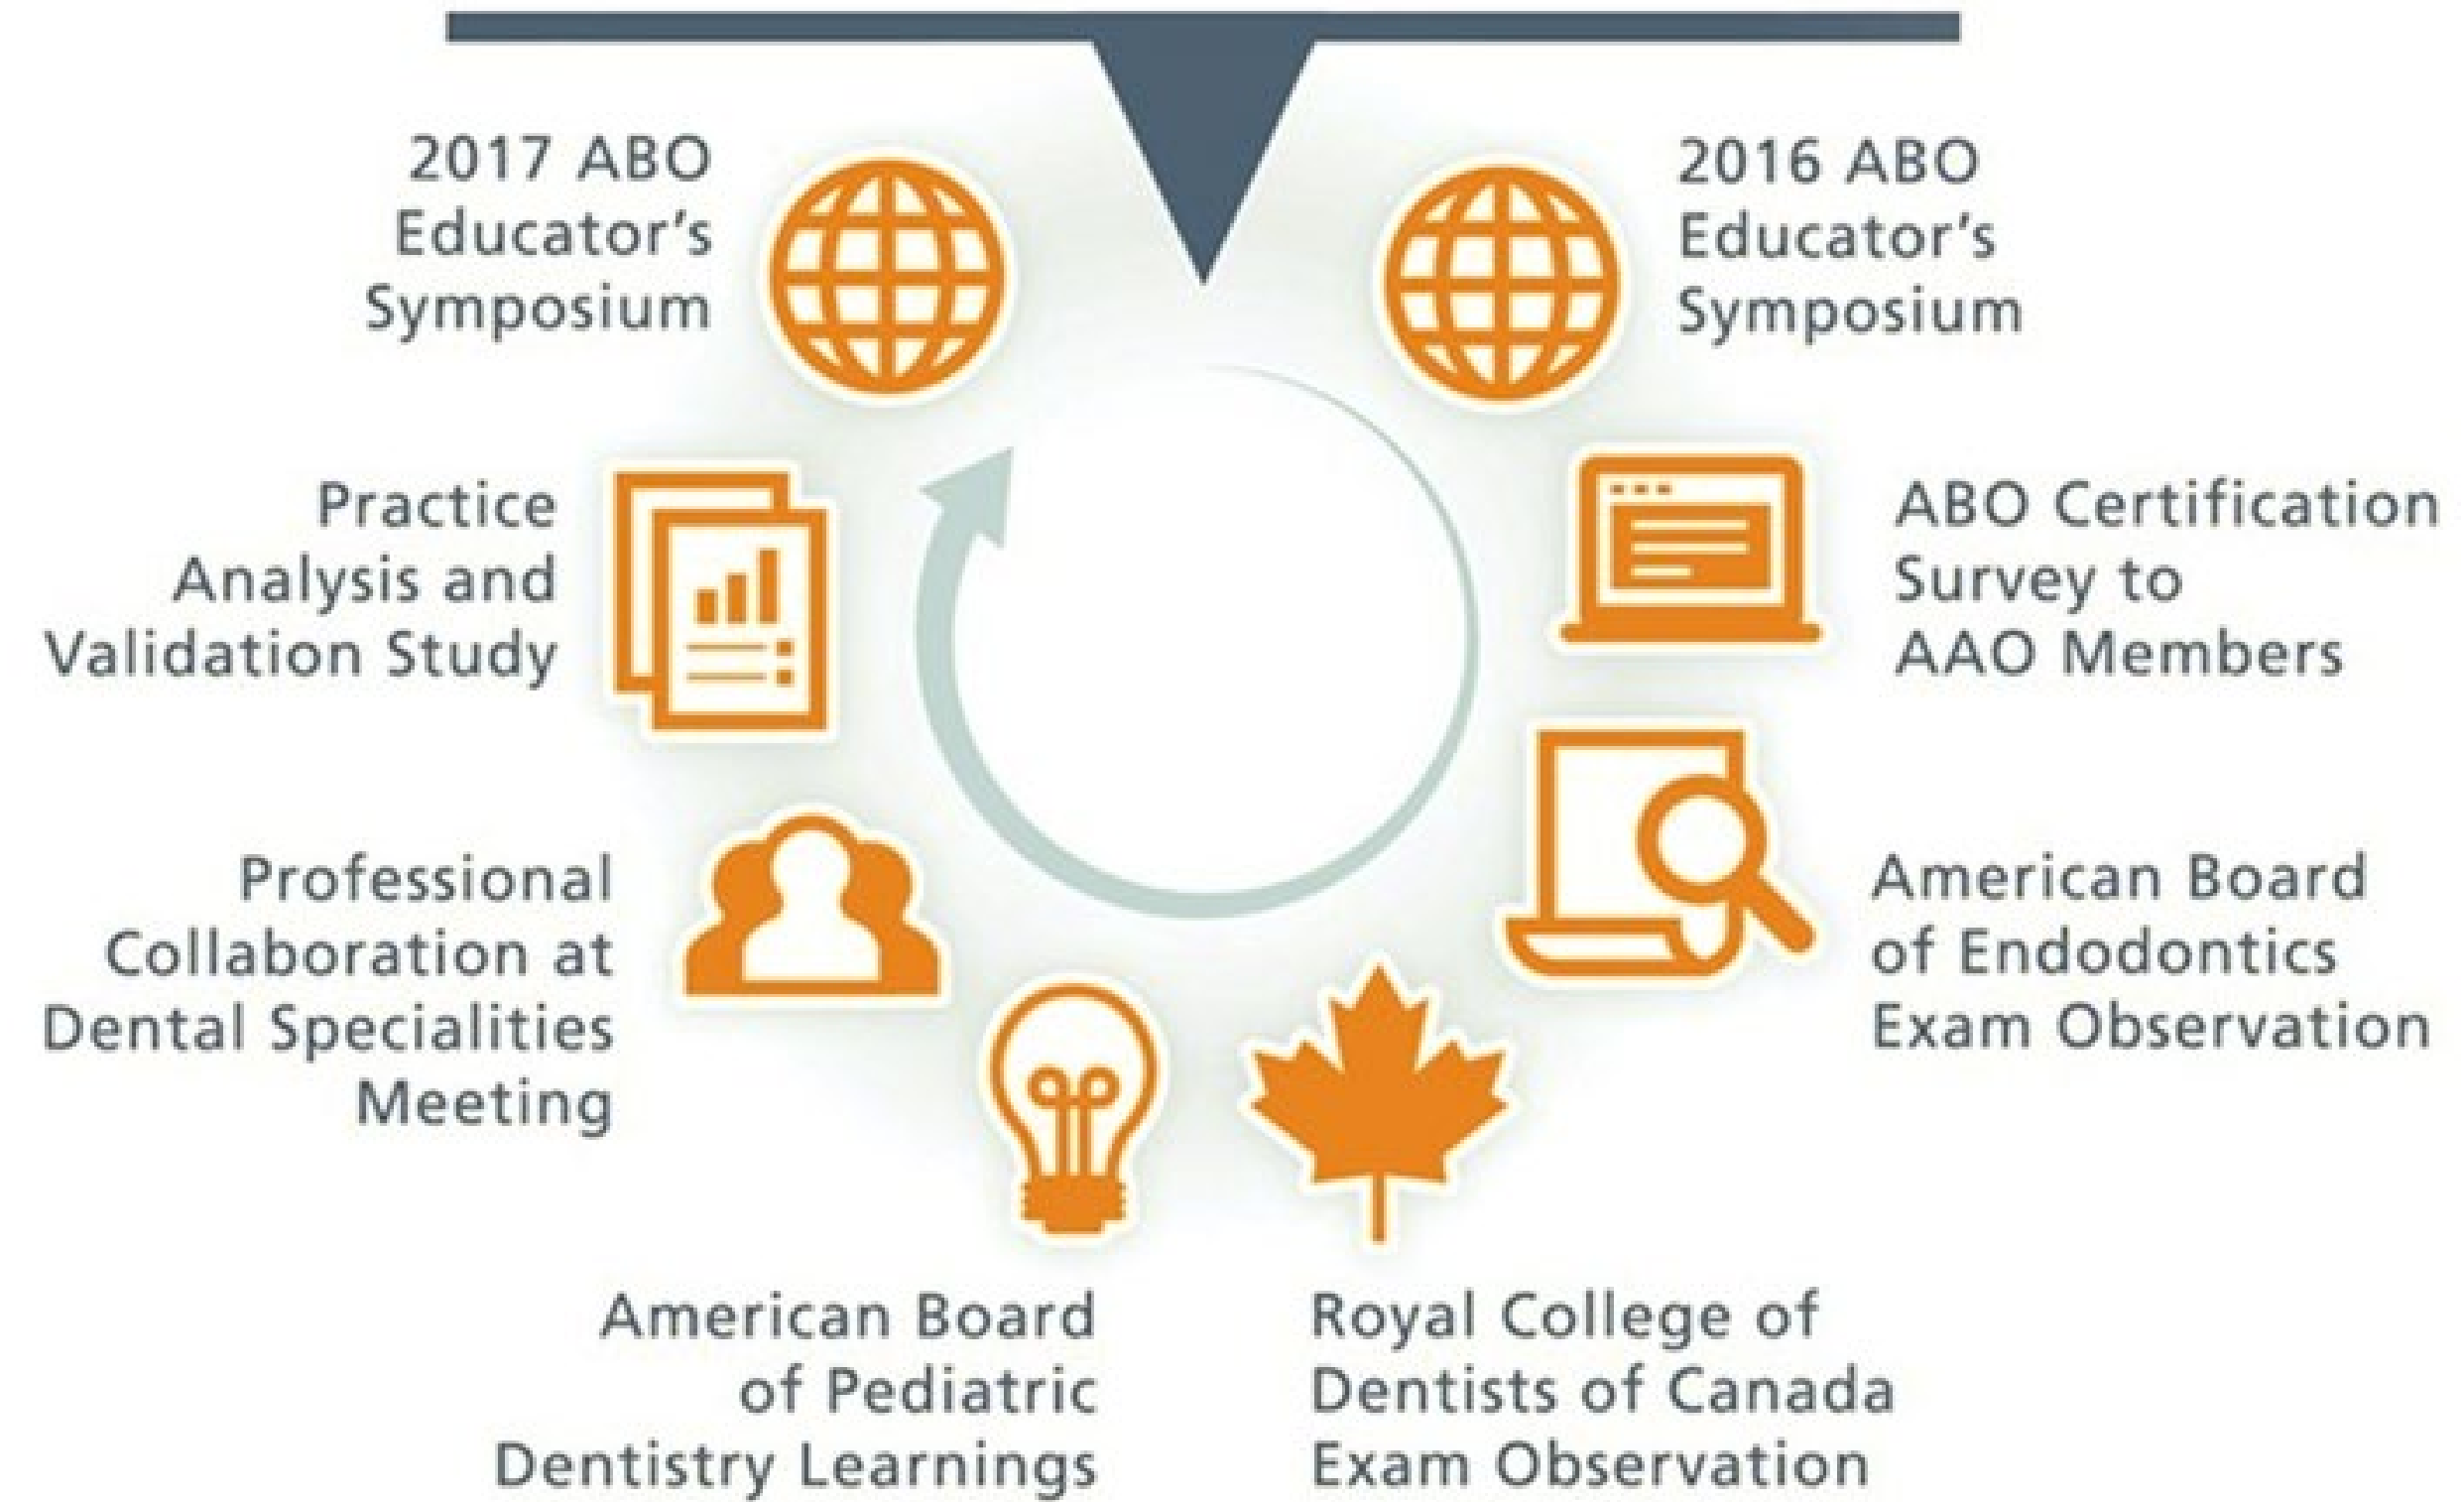 2017 ABO
Educator's
Symposium
2016 ABO
Educator's
Symposium
Practice
Analysis and
Validation Study
ABO Certification
Survey to
AAO Members
Professional
Collaboration at
Dental Specialities
Meeting
American Board
of Endodontics
Exam Observation
American Board
of Pediatric
Dentistry Learnings
Royal College of
Dentists of Canada
Exam Observation